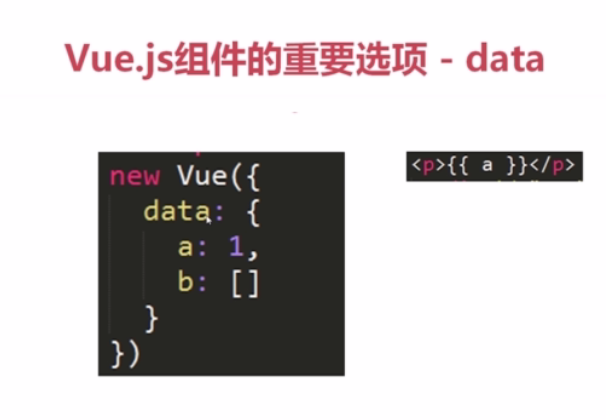 Vue.js组件的重要选项 - data
new Vue({
data: {
a: 1,
b: []
}
})
<p>{{ a }}</p>